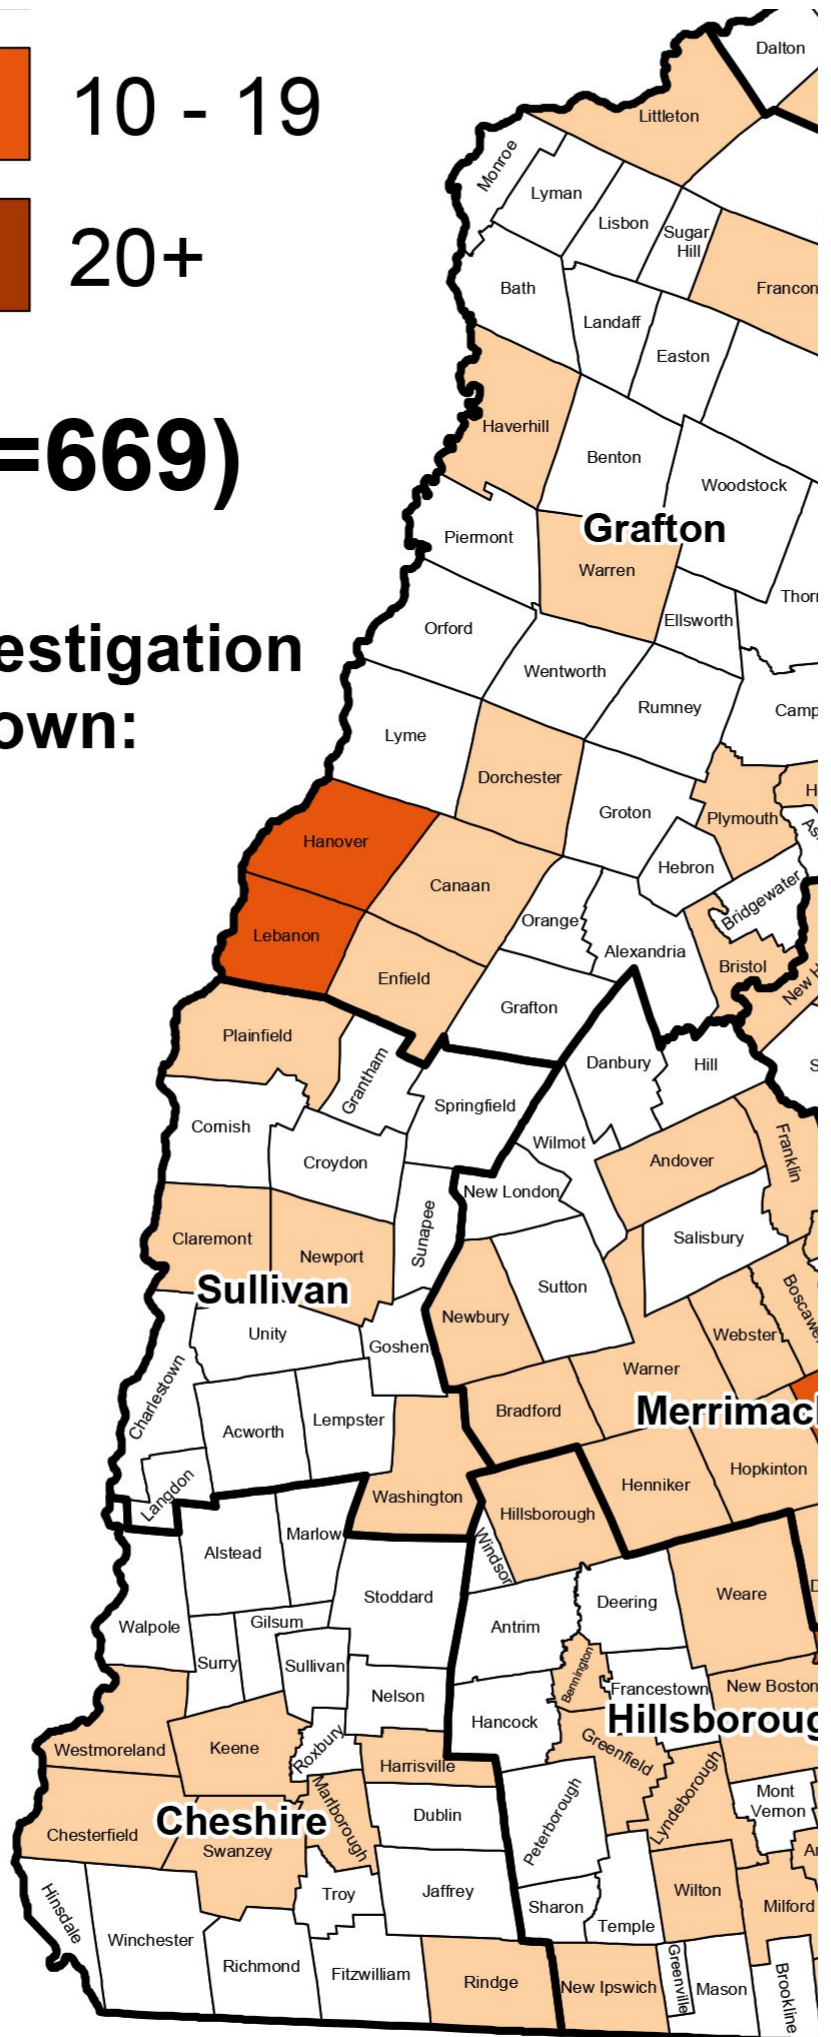 10 - 19
20+
=669)
estigation
own:
Dalton
Littleton
Monroe
Lyman
Lisbon
Sugar
Hill
Bath
Francon
Landaff
Easton
Haverhill
Benton
Woodstock
Grafton
Piermont
Warren
Thorn
Ellsworth
Orford
Wentworth
Rumney
Camp
Lyme
Dorchester
Groton
Plymouth
H
As
Hanover
Hebron
Canaan
Bridgewater
Orange
Lebanon
Alexandria
Bristol
Enfield
New H
Grafton
Plainfield
Danbury
Hill
S
Grantham
Springfield
Cornish
Wilmot
Franklin
Croydon
Andover
New London
Sunapee
Claremont
Newport
Salisbury
Sullivan
Sutton
Newbury
Boscawe
Unity
Goshen
Webster
Warner
Charlestown
Bradford
Merrimac
Acworth
Lempster
Hopkinton
Langdon
Washington
Henniker
Hillsborough
Marlow
Windsor
Alstead
Stoddard
Deering
Weare
D
Walpole
Gilsum
Antrim
Surry
Sullivan
Bennington
Francestown
New Boston
Nelson
Hancock
Hillsboroug
Westmoreland
Keene
Roxbury
Harrisville
Greenfield
Lyndeborough
Mont
Vernon
Cheshire
Marlborough
Dublin
Peterborough
Chesterfield
Swanzey
Ar
Troy
Jaffrey
Wilton
Milford
Hinsdale
Sharon
Temple
Winchester
Richmond
Fitzwilliam
Rindge
New Ipswich
Greenville
Mason
Brookline